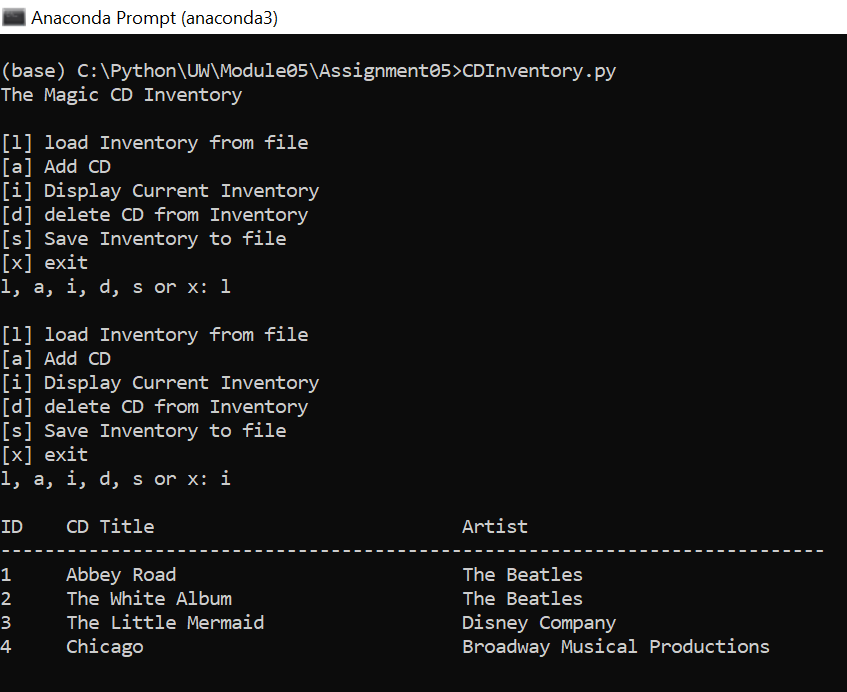 Anaconda Prompt (anaconda3)
(base) C:\Python\UW\Module05\Assignment05>CDInventory.py
The Magic CD Inventory
[l] load Inventory from file
[a] Add CD
[i] Display Current Inventory
[d] delete CD from Inventory
[s] Save Inventory to file
[x] exit
l, a, i, d, s or x: l
[l] load Inventory from file
[a] Add CD
[i] Display Current Inventory
[d] delete CD from Inventory
[s] Save Inventory to file
[x] exit
l, a, i, d, s or x: i
ID    CD Title                            Artist
---------------------------------------------------------------------------
1     Abbey Road                          The Beatles
2     The White Album                     The Beatles
3     The Little Mermaid                  Disney Company
4     Chicago                             Broadway Musical Productions